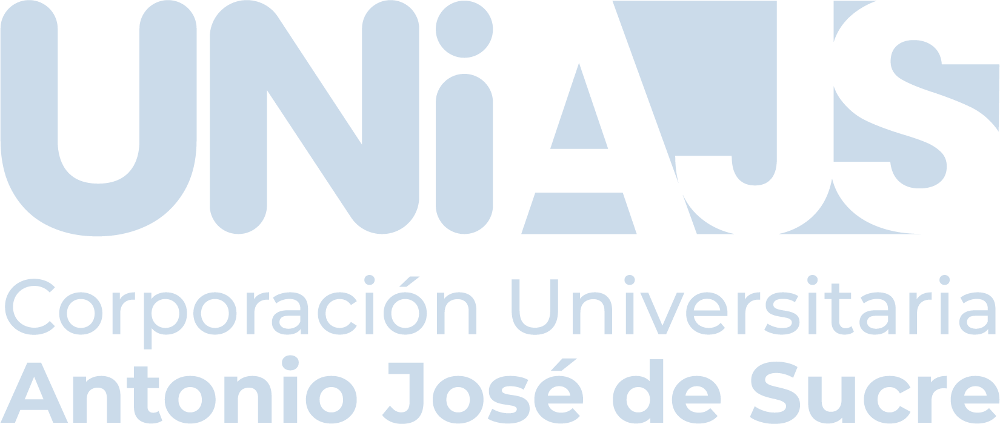 UNiAJS
Corporación Universitaria
Antonio José de Sucre